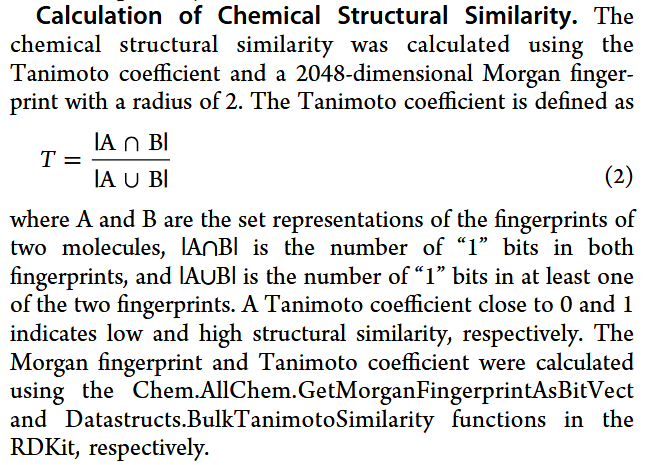 Calculation of Chemical Structural Similarity. The
chemical structural similarity was calculated using the
Tanimoto coefficient and a 2048-dimensional Morgan finger-
print with a radius of 2. The Tanimoto coefficient is defined as
T = |A ∩ B| / |A ∪ B| (2)
where A and B are the set representations of the fingerprints of
two molecules, |A∩B| is the number of “1” bits in both
fingerprints, and |A∪B| is the number of “1” bits in at least one
of the two fingerprints. A Tanimoto coefficient close to 0 and 1
indicates low and high structural similarity, respectively. The
Morgan fingerprint and Tanimoto coefficient were calculated
using the Chem.AllChem.GetMorganFingerprintAsBitVect
and Datastructs.BulkTanimotoSimilarity functions in the
RDKit, respectively.